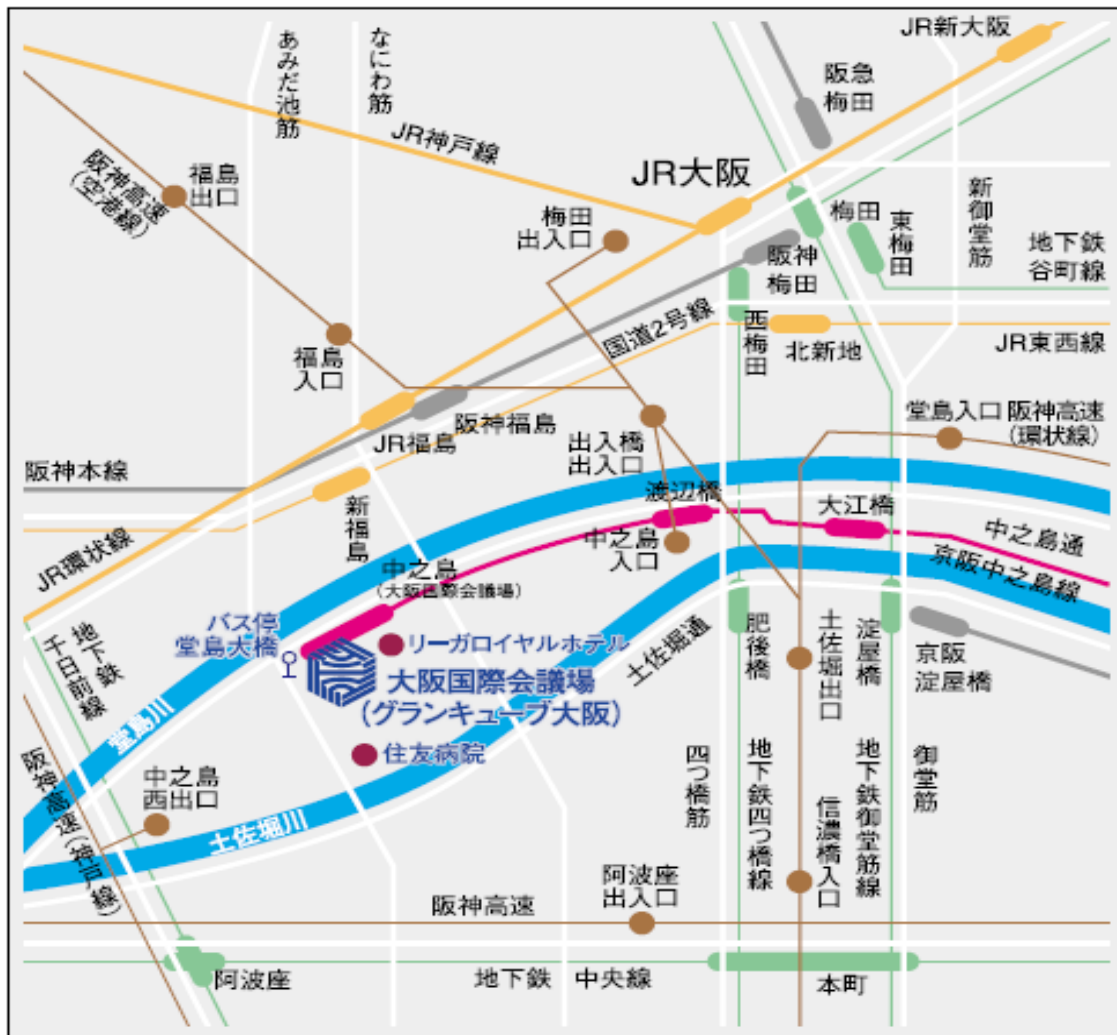 JR新大阪
阪急
梅田
なにわ筋
あみだ池筋
JR神戸線
JR大阪
阪神高速
(空港線)
福島
出口
梅田
出入口
梅田
東梅田
新御堂筋
地下鉄
谷町線
阪神
梅田
国道2号線
西梅田
北新地
JR東西線
福島
入口
阪神福島
JR福島
出入橋
出入口
堂島入口
阪神高速
(環状線)
阪神本線
新福島
渡辺橋
大江橋
中之島通
京阪中之島線
JR環状線
中之島
(大阪国際会議場)
中之島
入口
バス停
堂島大橋
リーガロイヤルホテル
大阪国際会議場
(グランキューブ大阪)
住友病院
土佐堀通
肥後橋
土佐堀出口
淀屋橋
京阪
淀屋橋
地下鉄
千日前線
堂島川
阪神高速(神戸線)
中之島
西出口
土佐堀川
四つ橋筋
地下鉄四つ橋線
信濃橋入口
地下鉄御堂筋線
御堂筋
阪神高速
阿波座
出入口
阿波座
地下鉄 中央線
本町